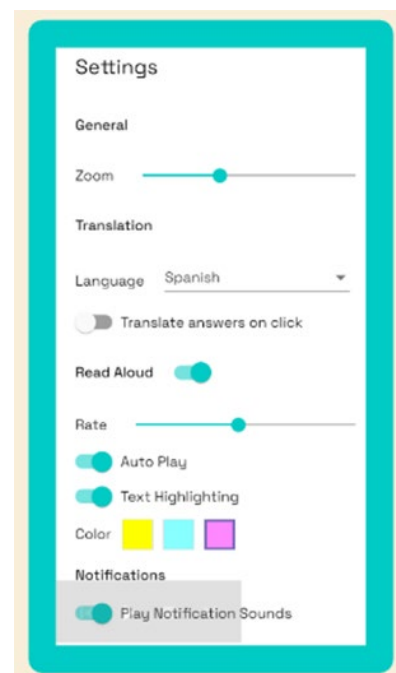 Settings
General
Zoom
Translation
Language Spanish
Translate answers on click
Read Aloud
Rate
Auto Play
Text Highlighting
Color
Notifications
Play Notification Sounds